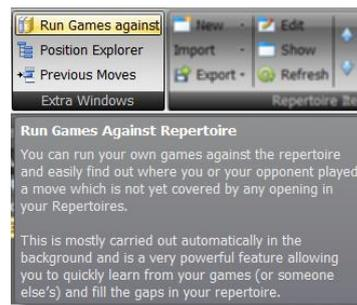 Run Games against
New
Edit
Position Explorer
Import
Show
Previous Moves
Export
Refresh
Extra Windows
Repertoire Ite
Run Games Against Repertoire
You can run your own games against the repertoire
and easily find out where you or your opponent played
a move which is not yet covered by any opening in
your Repertoires.
This is mostly carried out automatically in the
background and is a very powerful feature allowing
you to quickly learn from your games (or someone
else's) and fill the gaps in your repertoire.